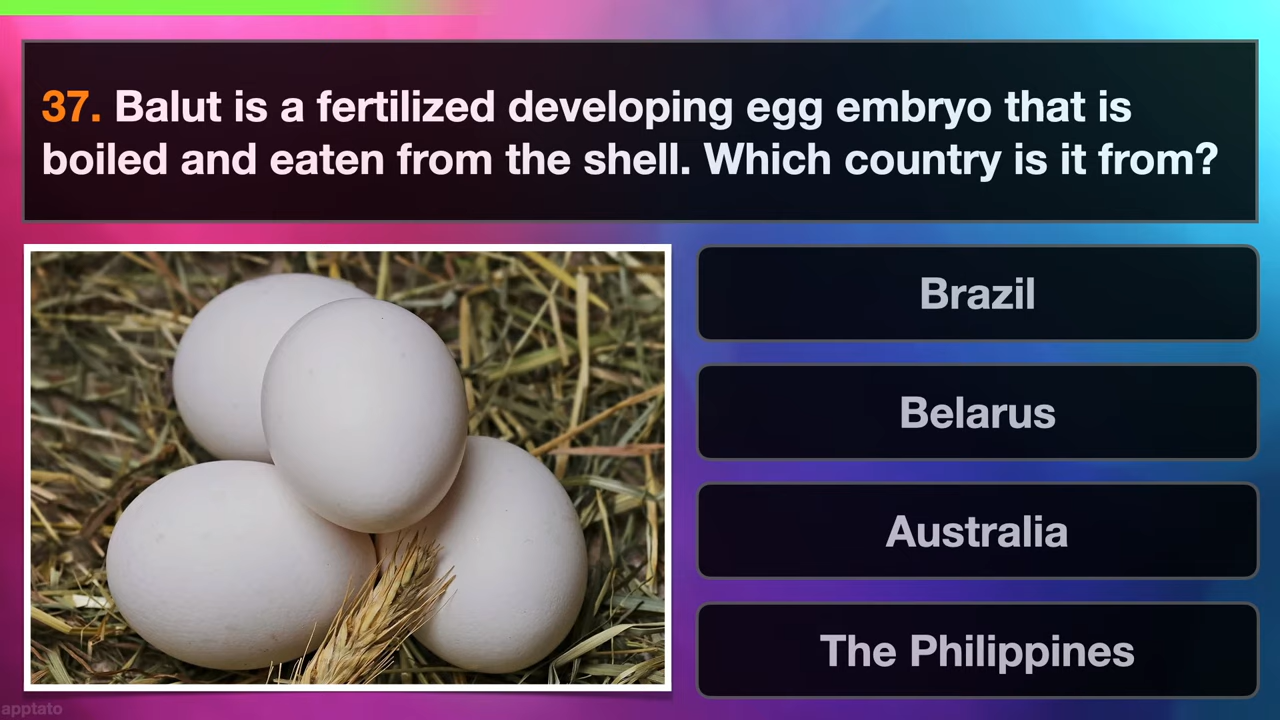 37. Balut is a fertilized developing egg embryo that is
boiled and eaten from the shell. Which country is it from?
Brazil
Belarus
Australia
The Philippines
apptato